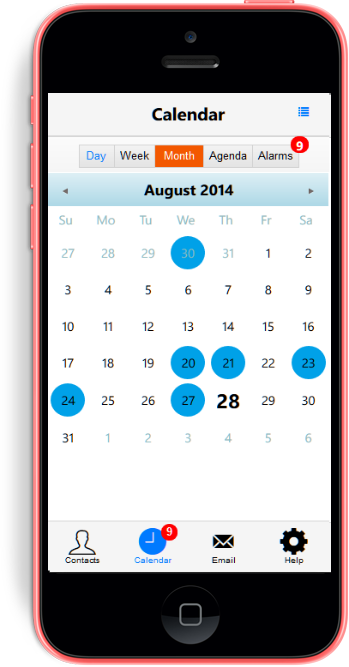 Calendar
Day Week Month Agenda Alarms 9
August 2014
Su Mo Tu We Th Fr Sa
27 28 29 30 31 1 2
3 4 5 6 7 8 9
10 11 12 13 14 15 16
17 18 19 20 21 22 23
24 25 26 27 28 29 30
31 1 2 3 4 5 6
9
Contacts Calendar Email Help